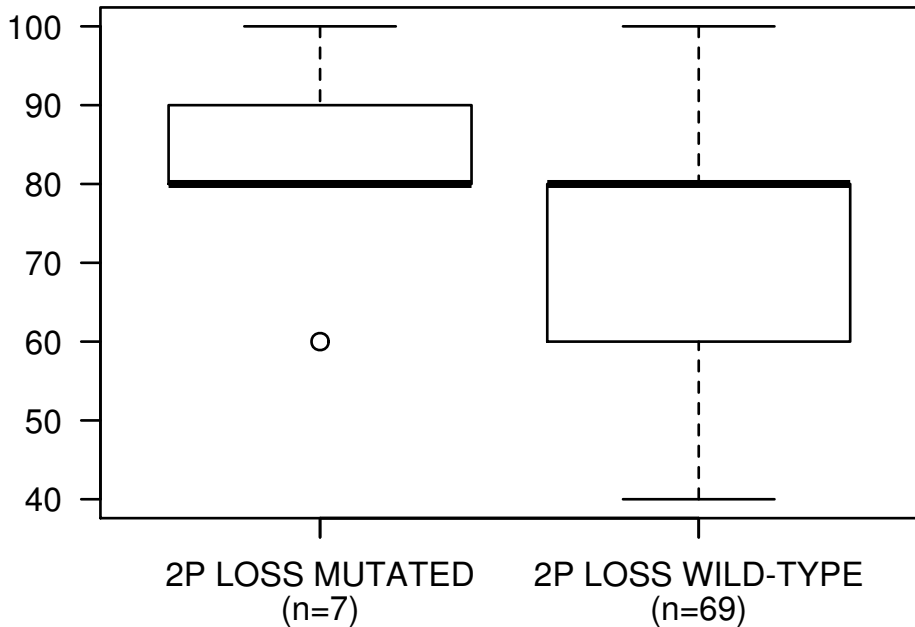 100
90
80
70
60
50
40
2P LOSS MUTATED
(n=7)
2P LOSS WILD-TYPE
(n=69)